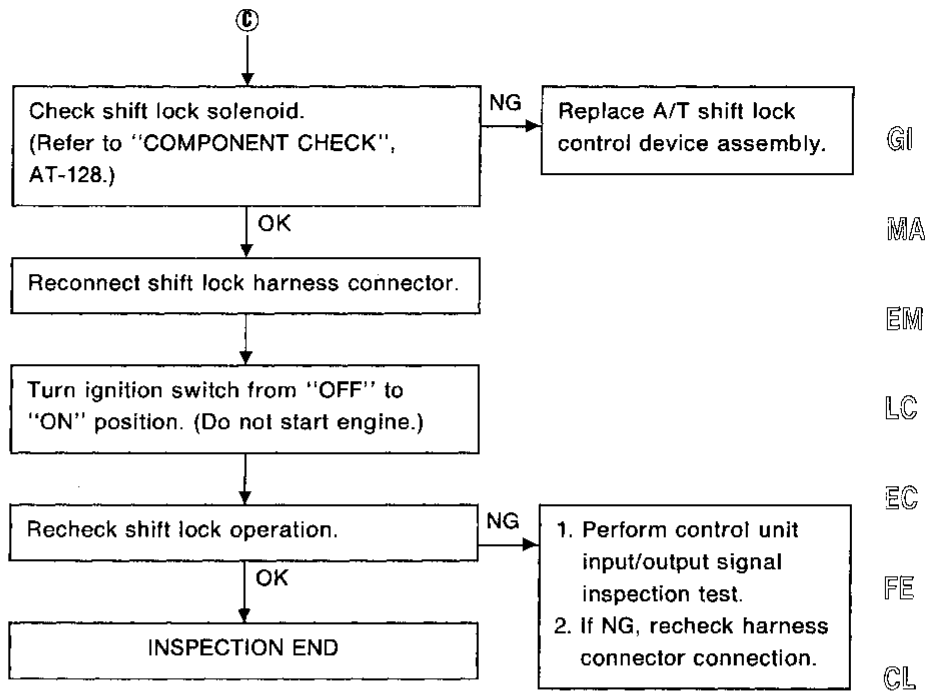 C
Check shift lock solenoid.
(Refer to "COMPONENT CHECK",
AT-128.)
NG
Replace A/T shift lock
control device assembly.
OK
Reconnect shift lock harness connector.
Turn ignition switch from "OFF" to
"ON" position. (Do not start engine.)
Recheck shift lock operation.
NG
1. Perform control unit
input/output signal
inspection test.
2. If NG, recheck harness
connector connection.
OK
INSPECTION END
GI
MA
EM
LC
EC
FE
CL